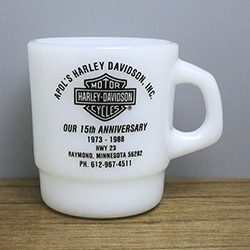 APOL'S HARLEY DAVIDSON, INC.
MOTOR
HARLEY-DAVIDSON
CYCLES
®
OUR 15th ANNIVERSARY
1973 - 1988
HWY 23
RAYMOND, MINNESOTA 56282
PH. 612-967-4511